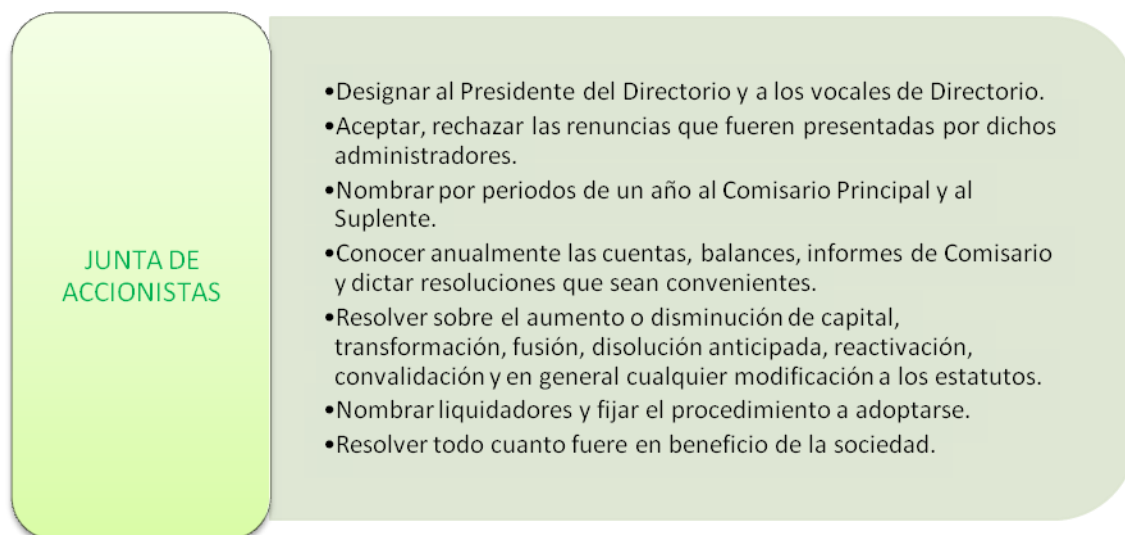 JUNTA DE
ACCIONISTAS
•Designar al Presidente del Directorio y a los vocales de Directorio.
•Aceptar, rechazar las renuncias que fueren presentadas por dichos
administradores.
•Nombrar por periodos de un año al Comisario Principal y al
Suplente.
•Conocer anualmente las cuentas, balances, informes de Comisario
y dictar resoluciones que sean convenientes.
•Resolver sobre el aumento o disminución de capital,
transformación, fusión, disolución anticipada, reactivación,
convalidación y en general cualquier modificación a los estatutos.
•Nombrar liquidadores y fijar el procedimiento a adoptarse.
•Resolver todo cuanto fuere en beneficio de la sociedad.